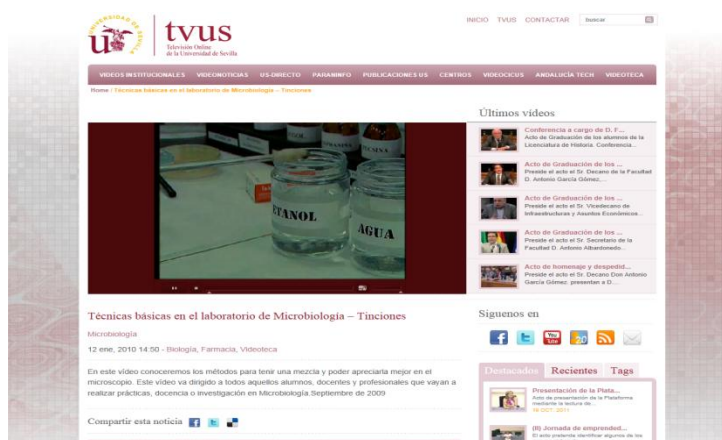 INICIO TVUS CONTACTAR buscar
UNIVERSIDAD DE SEVILLA
us
tvus
Televisión Online
de la Universidad de Sevilla
VIDEOS INSTITUCIONALES VIDEONOTICIAS US-DIRECTO PARANINFO PUBLICACIONES US CENTROS VIDEOCICUS ANDALUCÍA TECH VIDEOTECA
Home / Técnicas básicas en el laboratorio de Microbiología – Tinciones
ETANOL
AGUA
Últimos vídeos
Conferencia a cargo de D. F...
Acto de Graduación de los alumnos de la
Licenciatura de Historia. Conferencia...
Acto de Graduación de los ...
Preside el acto el Sr. Decano de la Facultad
D. Antonio García Gómez,...
Acto de Graduación de los ...
Preside el acto el Sr. Vicedecano de
Infraestructuras y Asuntos Económicos...
Acto de Graduación de los ...
Preside el acto el Sr. Secretario de la
Facultad D. Antonio Albardonedo...
Acto de homenaje y despedid...
Preside el acto el Sr. Decano Don Antonio
García Gómez. presentan a D....
Técnicas básicas en el laboratorio de Microbiología – Tinciones
Microbiología
12 ene, 2010 14:50 - Biología, Farmacia, Videoteca
En este vídeo conoceremos los métodos para tenir una mezcla y poder apreciarla mejor en el
microscopio. Este vídeo va dirigido a todos aquellos alumnos, docentes y profesionales que vayan a
realizar prácticas, docencia o investigación en Microbiología.Septiembre de 2009
Compartir esta noticia
Siguenos en
You Tube
20
Destacados Recientes Tags
Presentación de la Plata...
Acto de presentación de la Plataforma
mediante la lectura de...
18 OCT, 2011
(II) Jornada de emprended...
El acto pretende identificar algunos de los